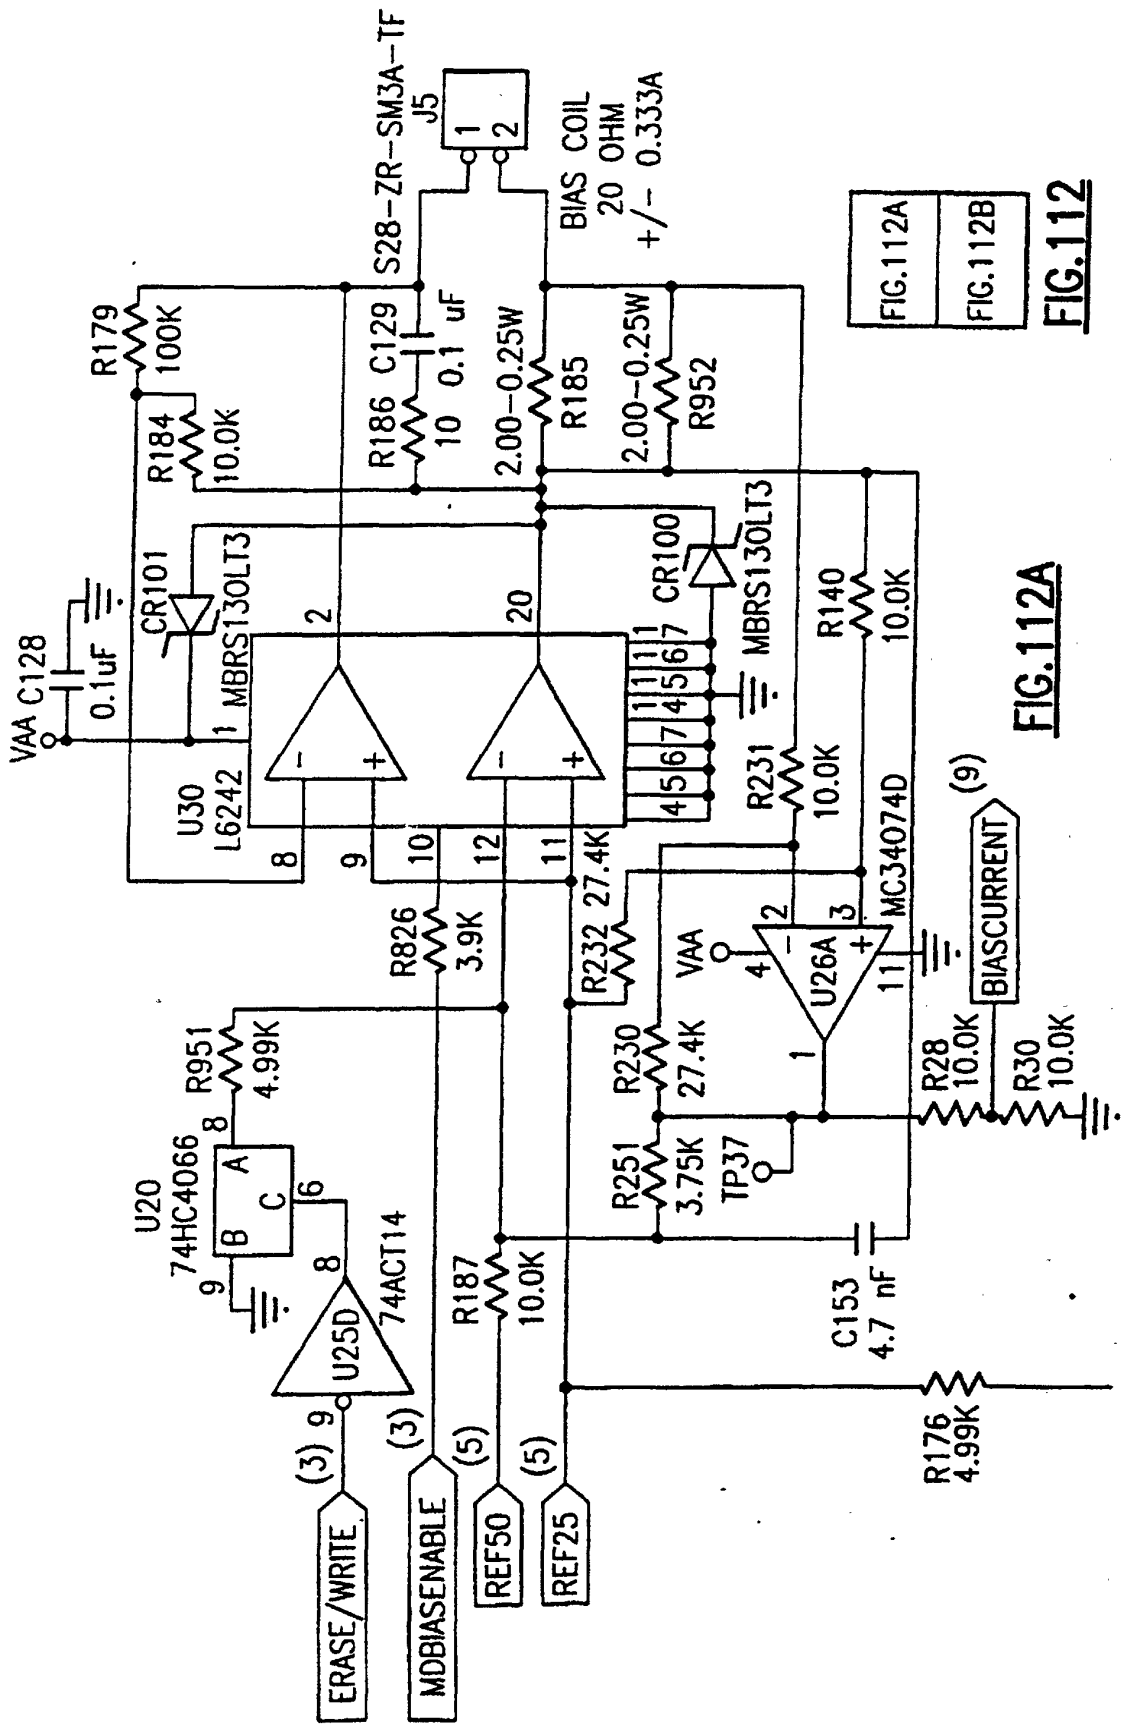 VAA
C128
0.1uF
CR101
MBRS130LT3
R179
100K
R184
10.0K
S28-ZR-SM3A-TF
J5
1
2
C129
0.1 uF
R186
10
BIAS COIL
20 OHM
+/- 0.333A
2.00-0.25W
R185
2.00-0.25W
R952
U30
L6242
1
2
20
8
9
10
12
11
-
+
-
+
4
5
6
7
14
15
16
17
CR100
MBRS130LT3
U20
74HC4066
B
A
C
9
8
6
R951
4.99K
U25D
74ACT14
9
8
ERASE/WRITE
(3)
MDBIASENABLE
(3)
REF50
(5)
REF25
(5)
R826
3.9K
R187
10.0K
R232
27.4K
R230
27.4K
R251
3.75K
TP37
VAA
4
2
3
1
11
-
+
U26A
MC34074D
R231
10.0K
R140
10.0K
R28
10.0K
R30
10.0K
BIASCURRENT
(9)
C153
4.7 nF
R176
4.99K
FIG.112A
FIG.112A
FIG.112B
FIG.112